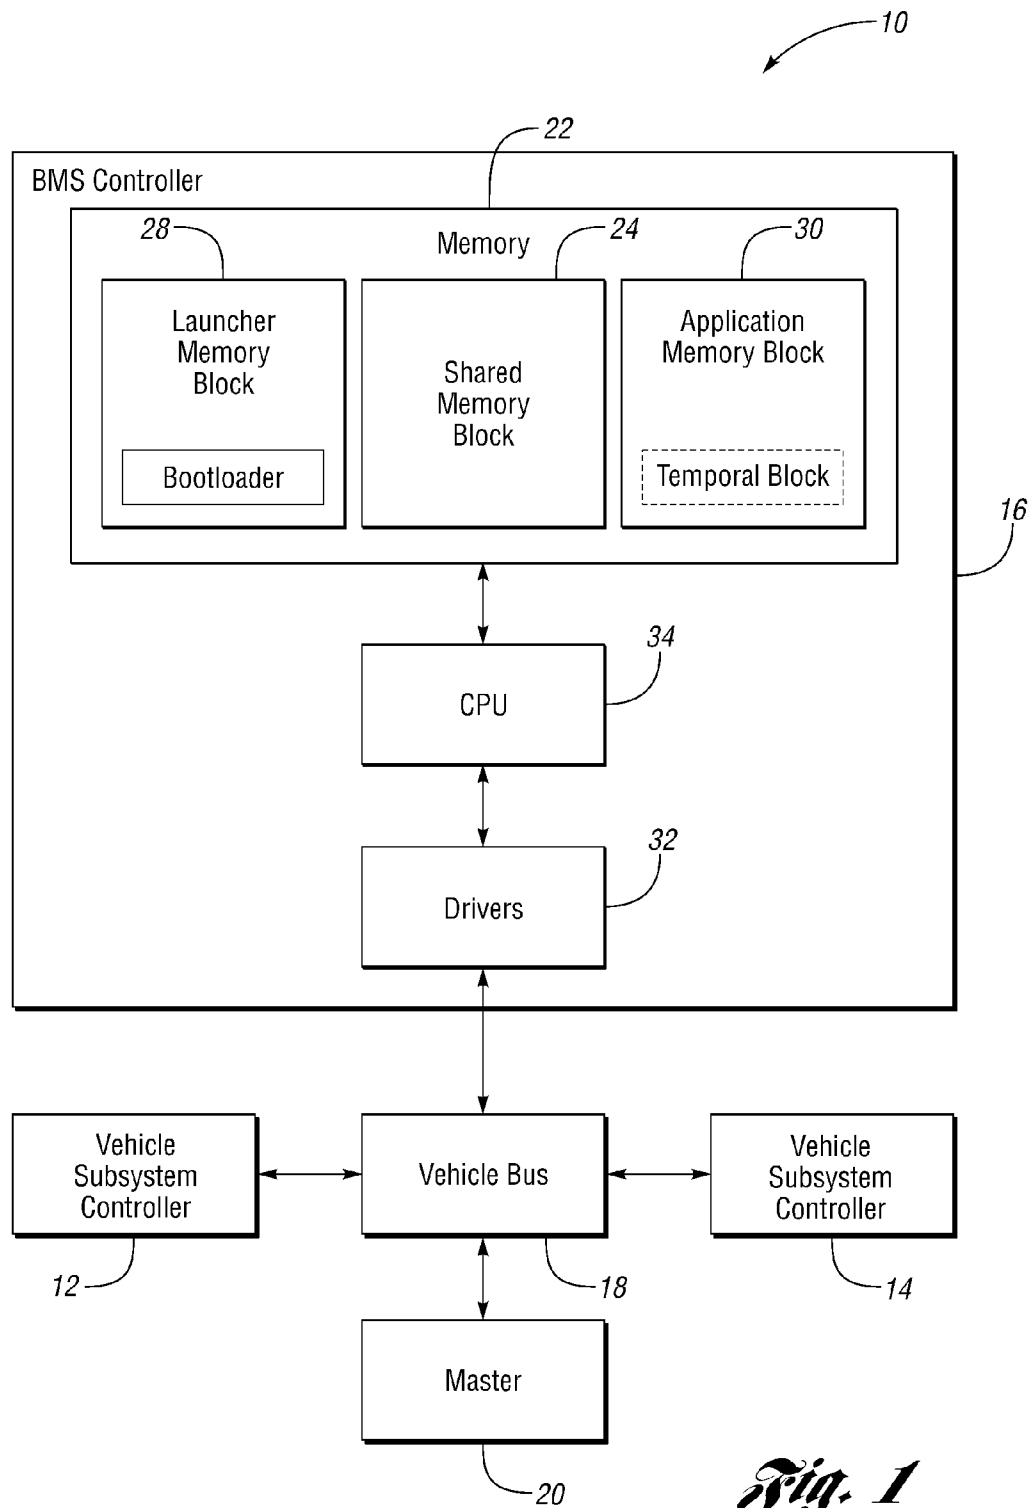 10
22
BMS Controller
28
Memory
24
30
Launcher
Memory
Block
Bootloader
Shared
Memory
Block
Application
Memory Block
Temporal Block
16
34
CPU
32
Drivers
Vehicle
Subsystem
Controller
Vehicle Bus
Vehicle
Subsystem
Controller
12
18
14
Master
20
Fig. 1